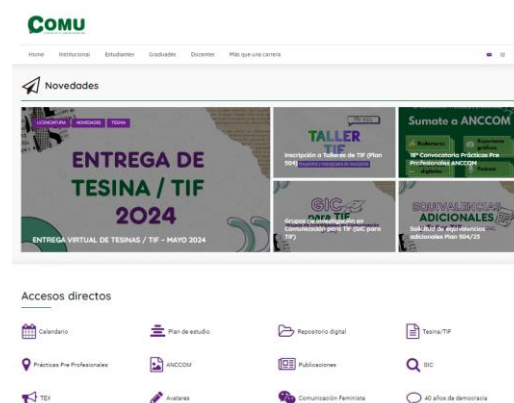 COMU
Home Institucional Estudiantes Graduados Docentes Más que una carrera
Novedades
LICENCIATURA NOVEDADES TESINA
ENTREGA DE
TESINA / TIF
2024
ENTREGA VIRTUAL DE TESINAS / TIF – MAYO 2024
TALLER
TIF
Inscripción a Talleres de TIF (Plan
504)
Sumate a ANCCOM
18° Convocatoria Prácticas Pre
Profesionales ANCCOM
GIC
para TIF
Grupos de Investigación en
Comunicación para TIF (GIC para
TIF)
EQUIVALENCIAS
ADICIONALES
Solicitud de equivalencias
adicionales Plan 504/23
Accesos directos
Calendario Plan de estudio Repositorio digital Tesina/TIF
Prácticas Pre Profesionales ANCCOM Publicaciones GIC
TEX Avatares Comunicación Feminista 40 años de democracia